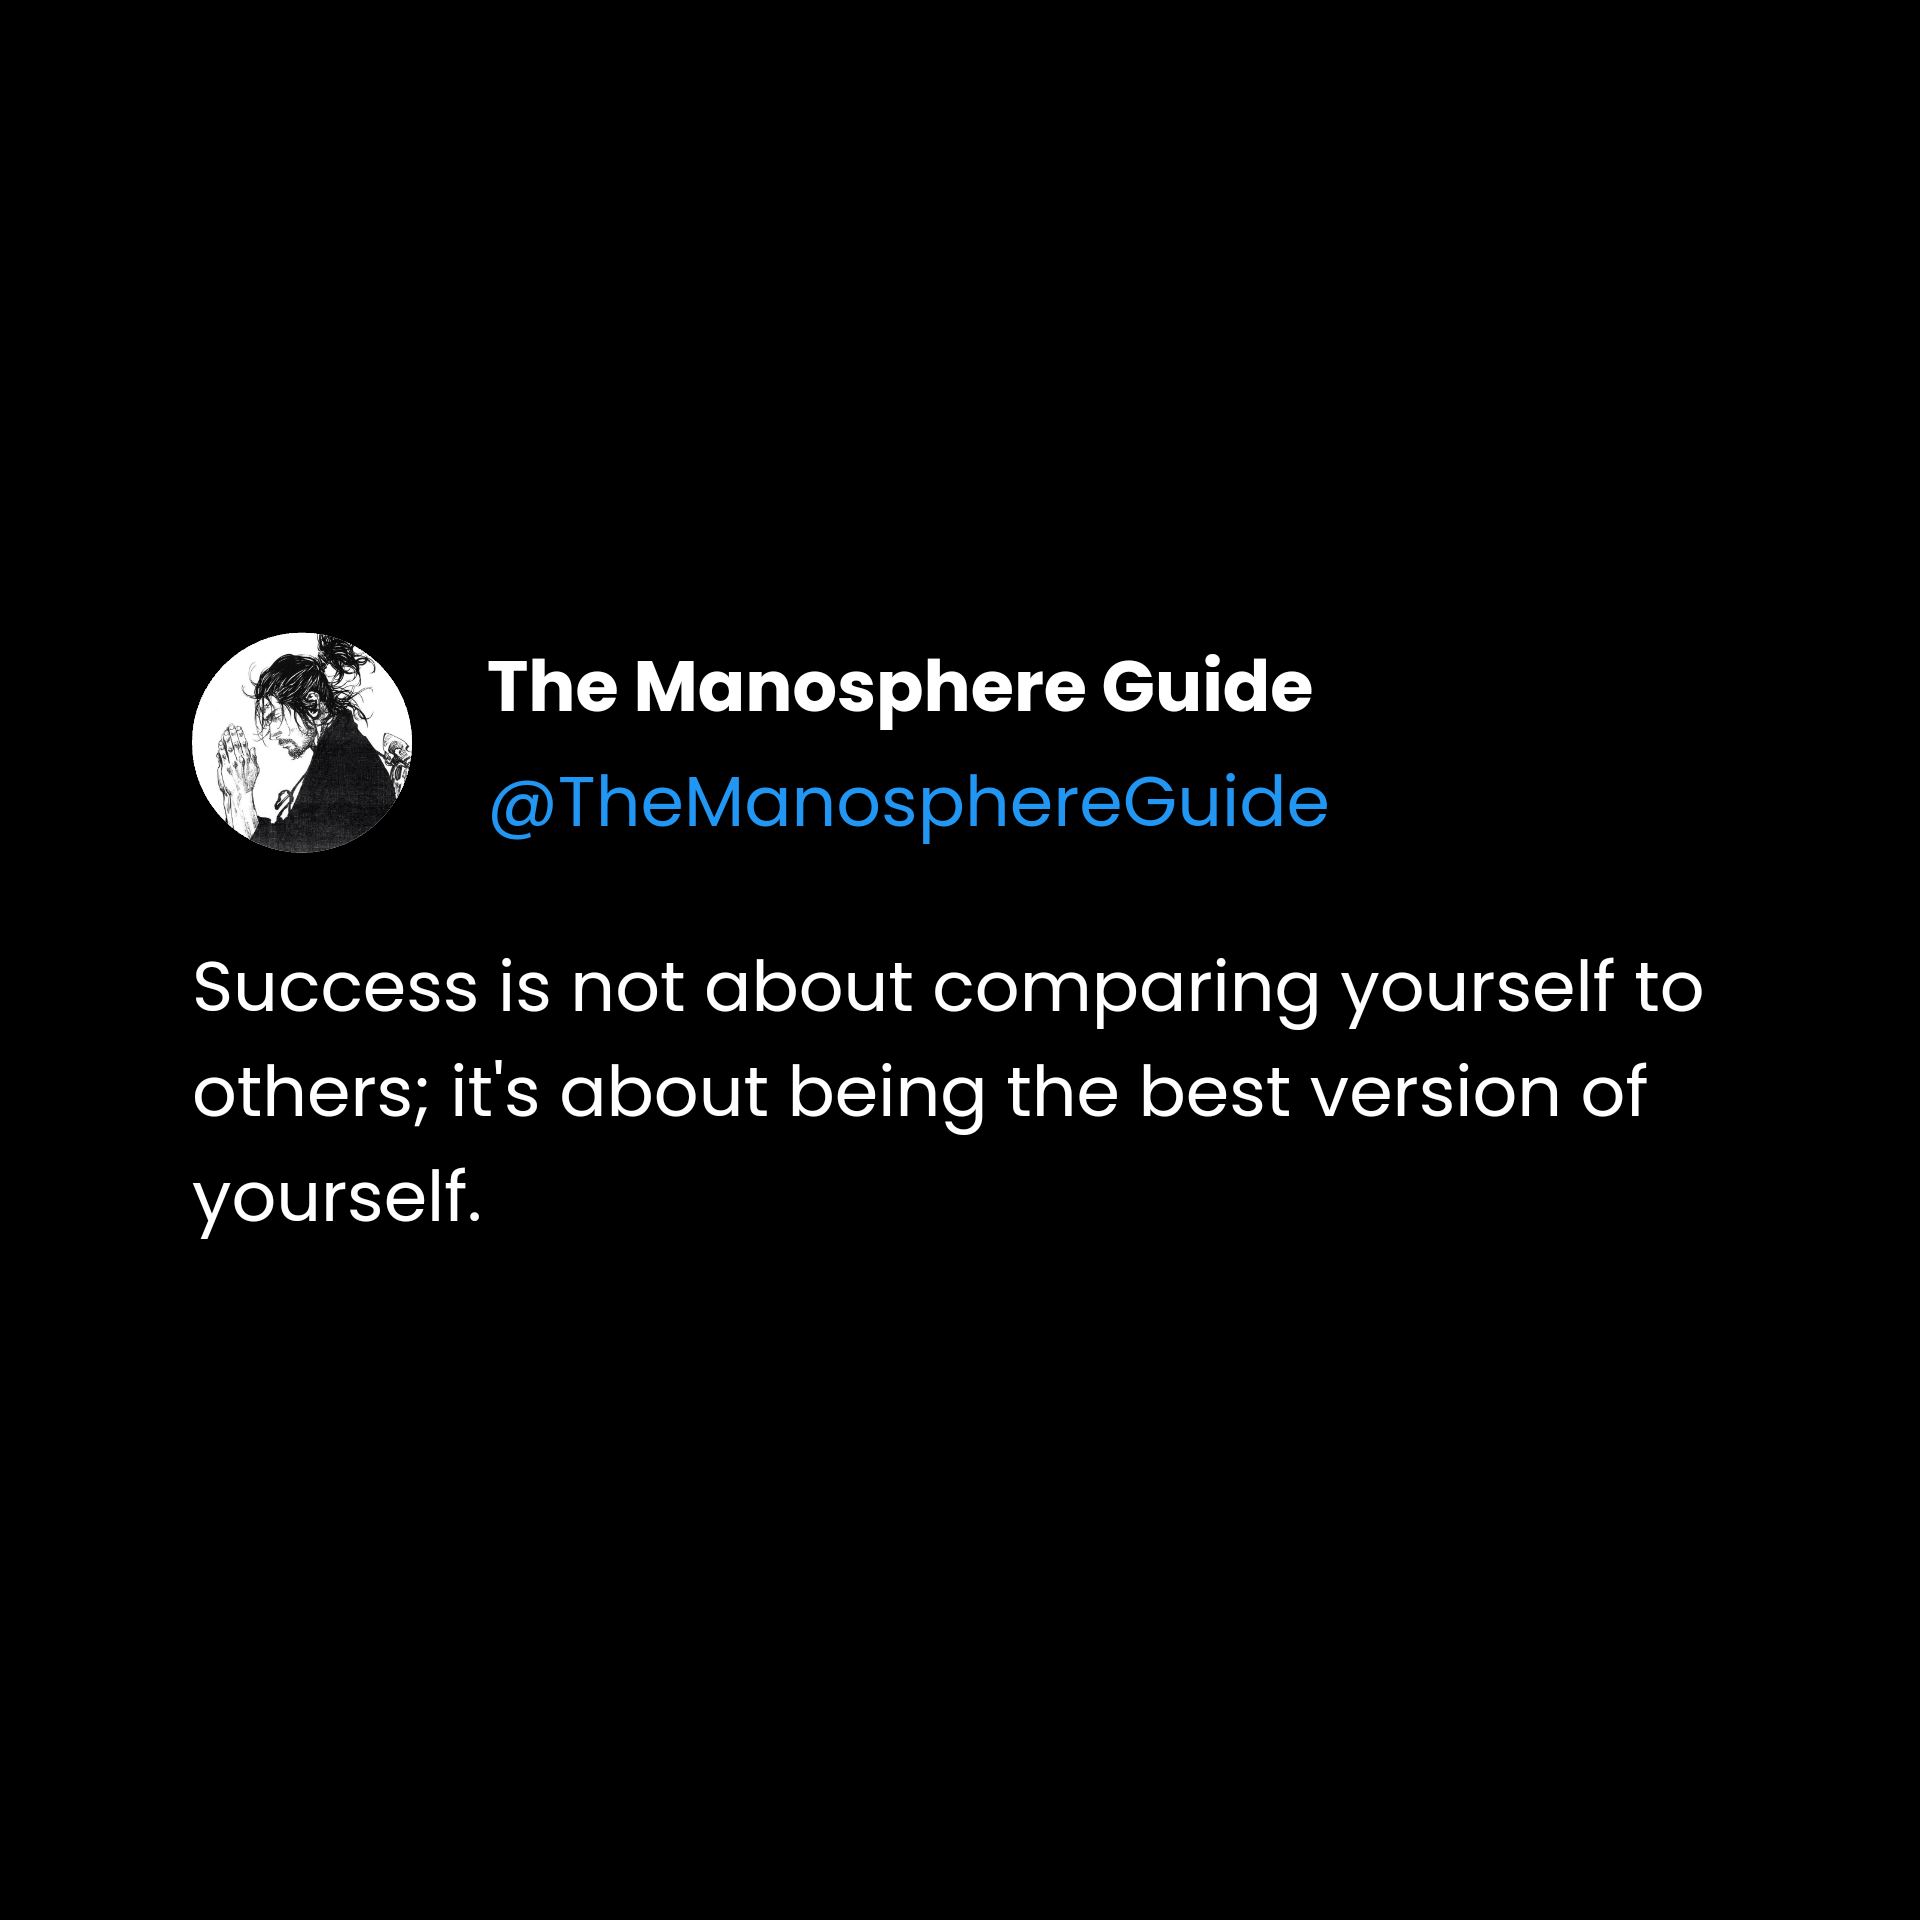 The Manosphere Guide
@TheManosphereGuide
Success is not about comparing yourself to
others; it's about being the best version of
yourself.